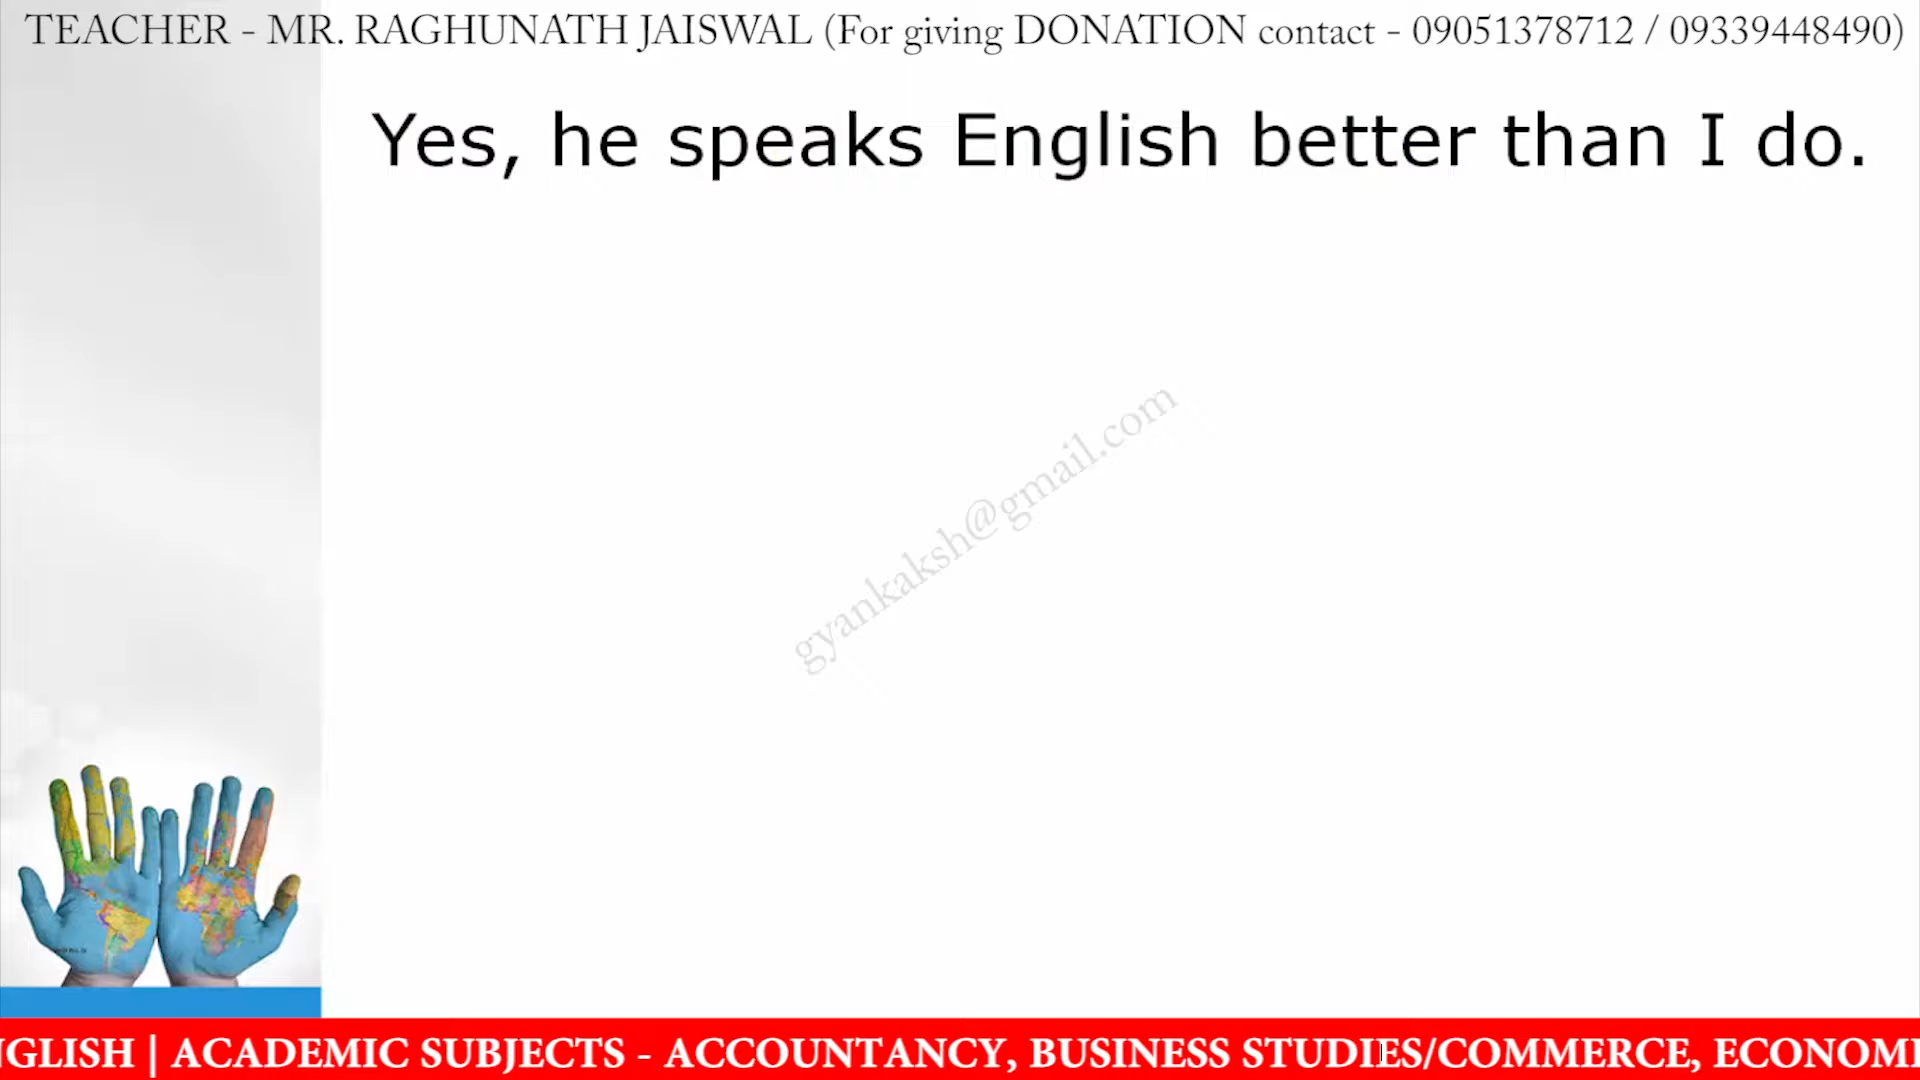 TEACHER - MR. RAGHUNATH JAISWAL (For giving DONATION contact - 09051378712 / 09339448490)
Yes, he speaks English better than I do.
gyankaksh@gmail.com
NGLISH | ACADEMIC SUBJECTS - ACCOUNTANCY, BUSINESS STUDIES/COMMERCE, ECONOMI